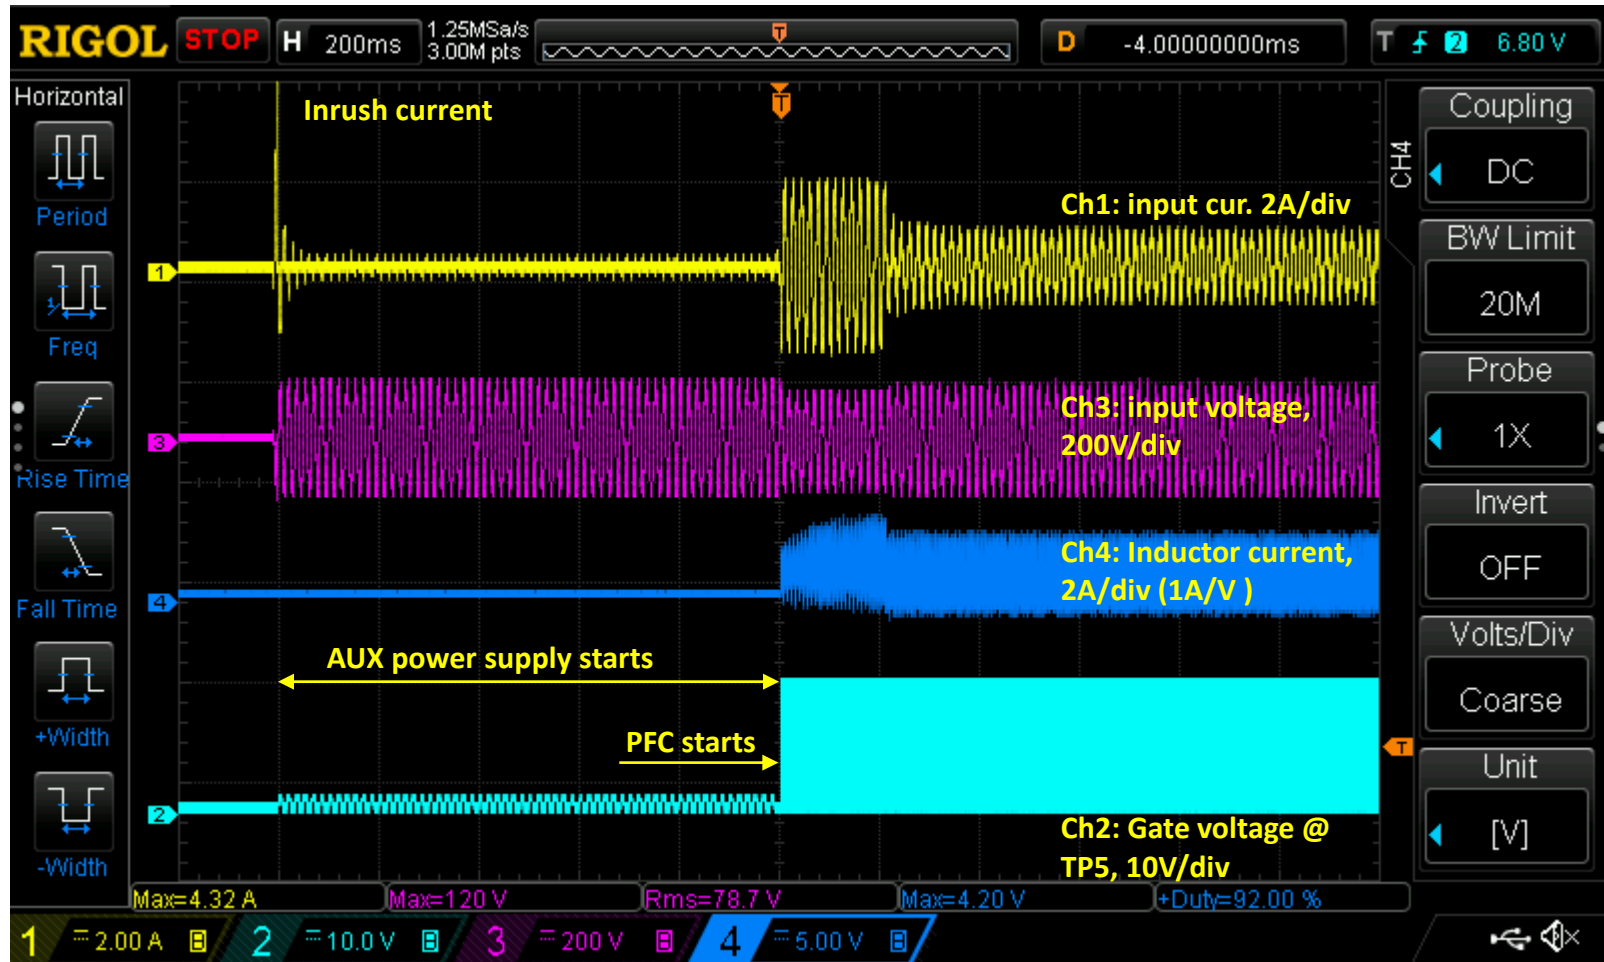 RIGOL STOP H 200ms 1.25MSa/s
3.00M pts
T
D -4.00000000ms T 2 6.80 V
Horizontal
Period
Freq
Rise Time
Fall Time
+Width
-Width
Inrush current
T
Ch1: input cur. 2A/div
1
Ch3: input voltage,
200V/div
3
Ch4: Inductor current,
2A/div (1A/V )
4
AUX power supply starts
PFC starts
T
2
Ch2: Gate voltage @
TP5, 10V/div
CH4
Coupling
DC
BW Limit
20M
Probe
1X
Invert
OFF
Volts/Div
Coarse
Unit
[V]
Max=4.32 A Max=120 V Rms=78.7 V Max=4.20 V +Duty=92.00 %
1 2.00 A B 2 10.0 V B 3 200 V B 4 5.00 V B